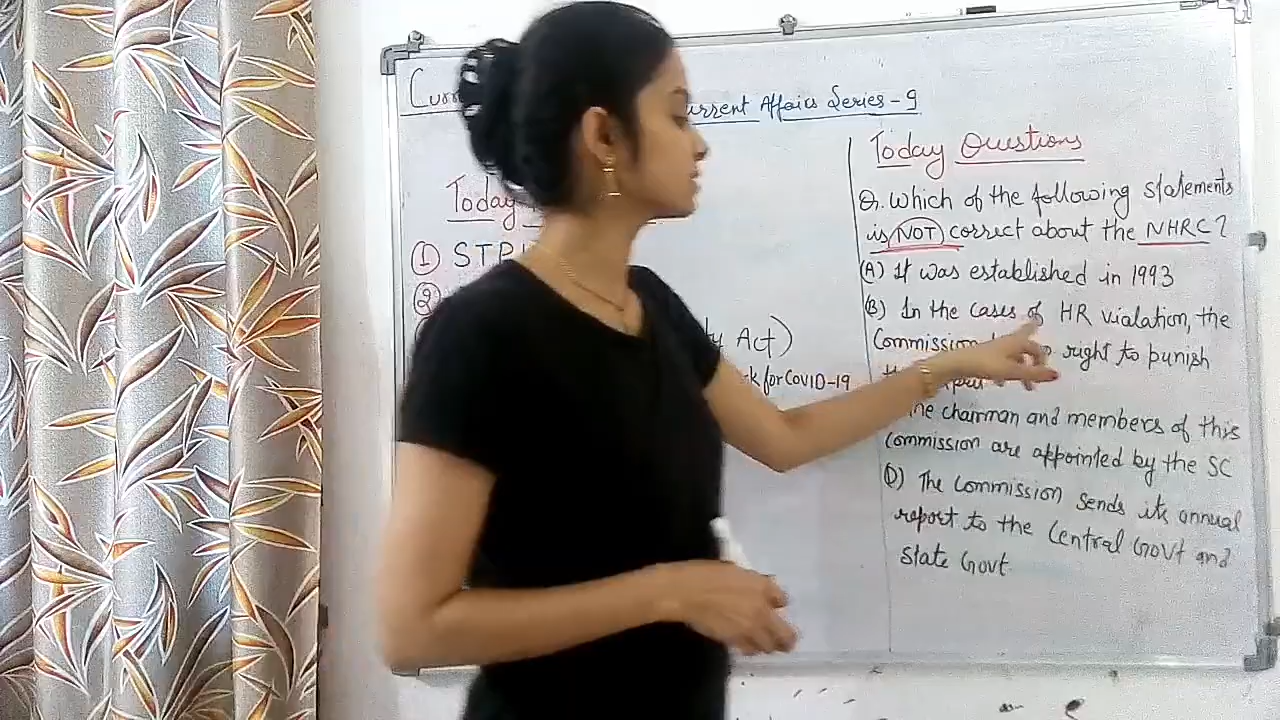 Current Affairs Series - 9
Today
① STPI
②
Act)
for COVID-19
Today Questions
Q. Which of the following statements
is NOT correct about the NHRC?
(A) It was established in 1993
(B) In the cases of HR vialation, the
Commission right to punish
the
The chairman and members of this
commission are appointed by the SC
(D) The Commission sends its annual
report to the Central Govt and
state Govt